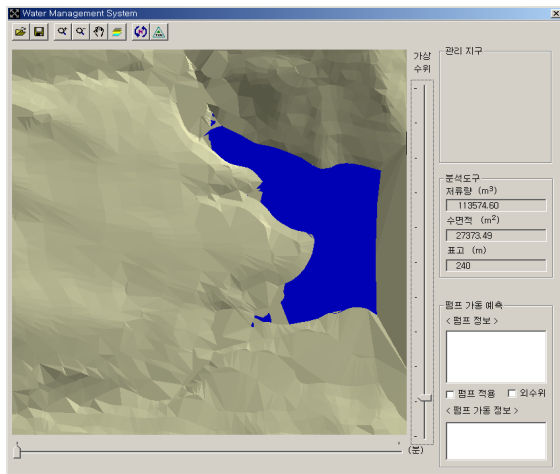 Water Management System
가상
수위
관리 지구
분석도구
저류량 (m³)
113574.60
수면적 (m²)
27373.49
표고 (m)
240
펌프 가동 예측
< 펌프 정보 >
펌프 적용 외수위
< 펌프 가동 정보 >
(분)